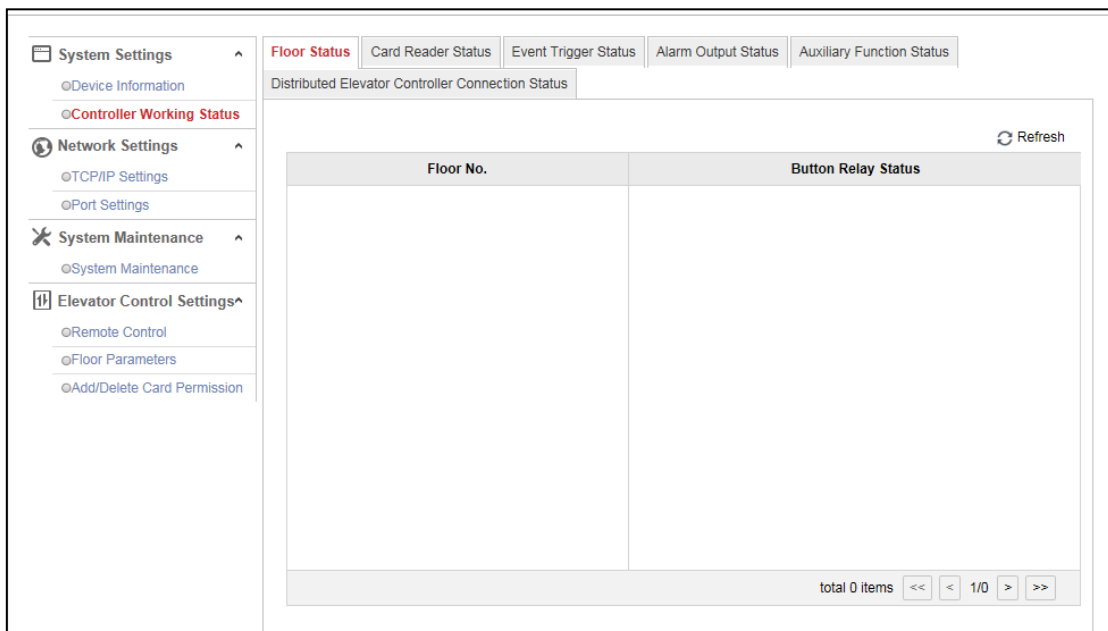 System Settings
Device Information
Controller Working Status
Network Settings
TCP/IP Settings
Port Settings
System Maintenance
System Maintenance
Elevator Control Settings
Remote Control
Floor Parameters
Add/Delete Card Permission
Floor Status Card Reader Status Event Trigger Status Alarm Output Status Auxiliary Function Status
Distributed Elevator Controller Connection Status
Refresh
Floor No. Button Relay Status
total 0 items << < 1/0 > >>